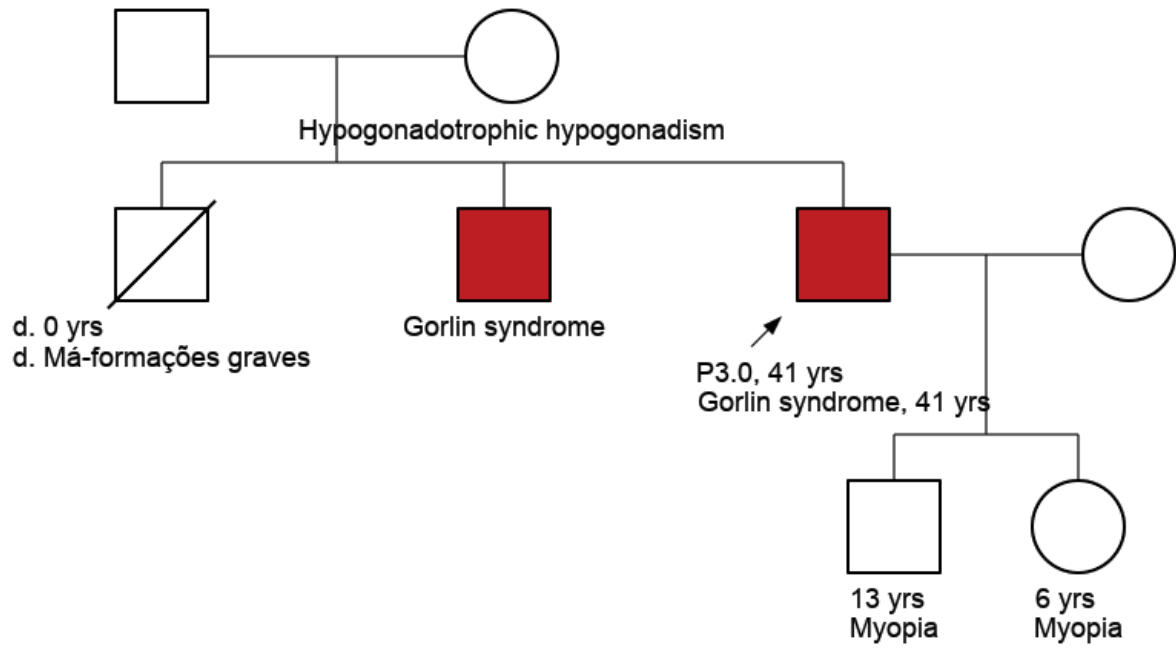 Hypogonadotrophic hypogonadism
d. 0 yrs
d. Má-formações graves
Gorlin syndrome
P3.0, 41 yrs
Gorlin syndrome, 41 yrs
13 yrs
Myopia
6 yrs
Myopia